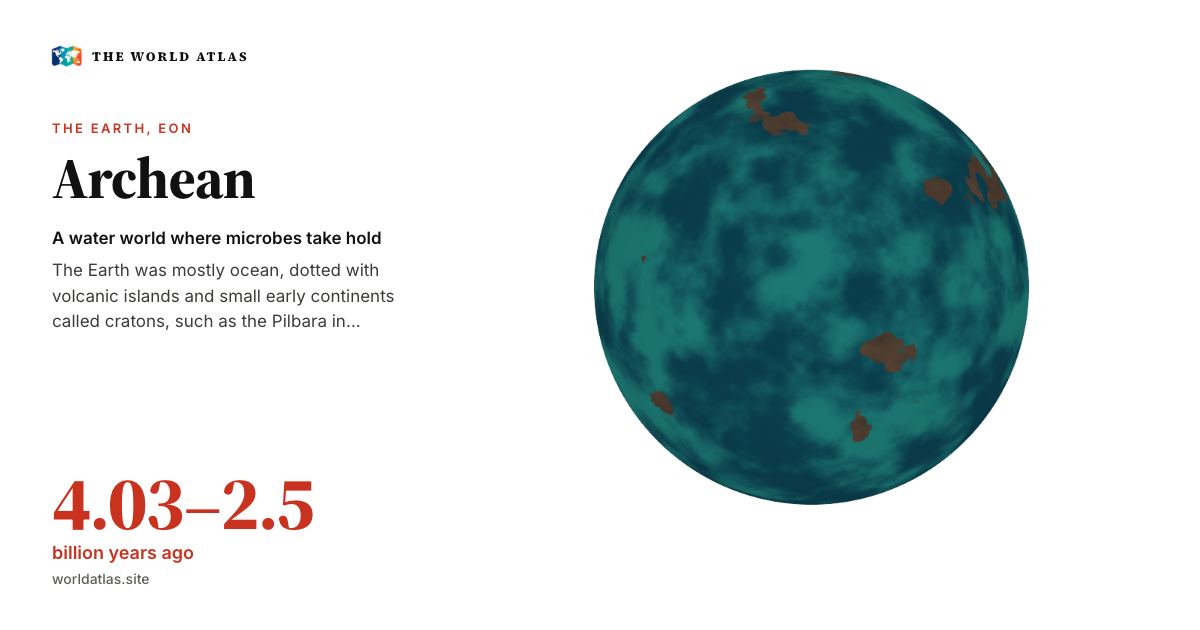 THE WORLD ATLAS
THE EARTH, EON
Archean
A water world where microbes take hold
The Earth was mostly ocean, dotted with
volcanic islands and small early continents
called cratons, such as the Pilbara in...
4.03–2.5
billion years ago
worldatlas.site